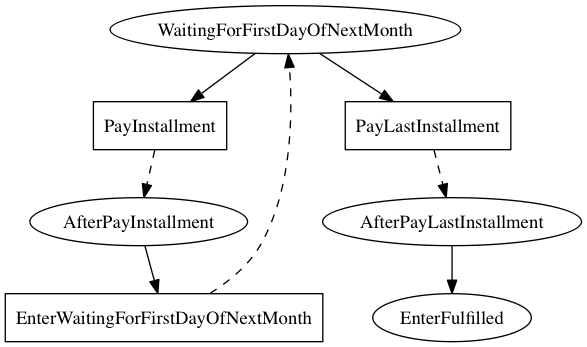 WaitingForFirstDayOfNextMonth
PayInstallment
PayLastInstallment
AfterPayInstallment
AfterPayLastInstallment
EnterWaitingForFirstDayOfNextMonth
EnterFulfilled